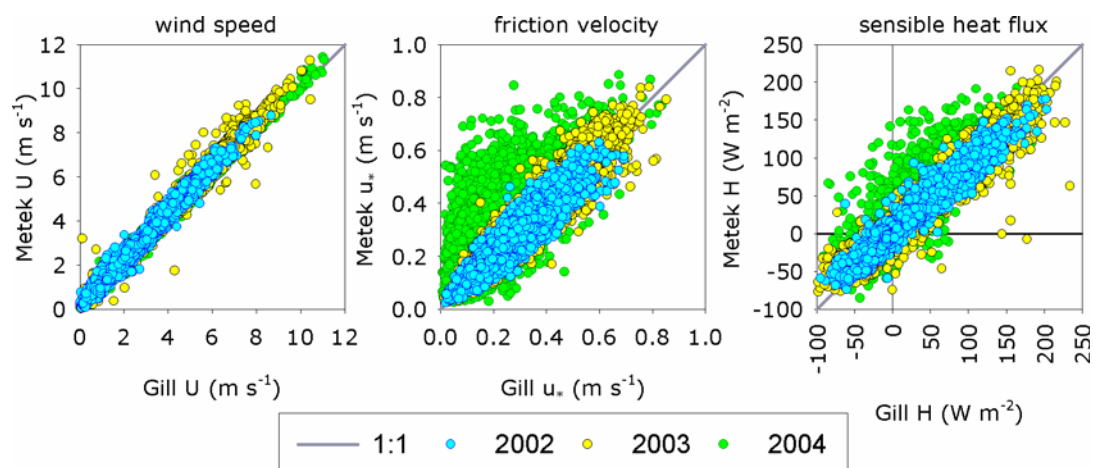 wind speed
12
10
8
6
4
2
0
0 2 4 6 8 10 12
Metek U (m s⁻¹)
Gill U (m s⁻¹)
friction velocity
1.0
0.8
0.6
0.4
0.2
0.0
0.0 0.2 0.4 0.6 0.8 1.0
Metek u* (m s⁻¹)
Gill u* (m s⁻¹)
sensible heat flux
250
200
150
100
50
0
-50
-100
-100 -50 0 50 100 150 200 250
Metek H (W m⁻²)
Gill H (W m⁻²)
1:1 2002 2003 2004